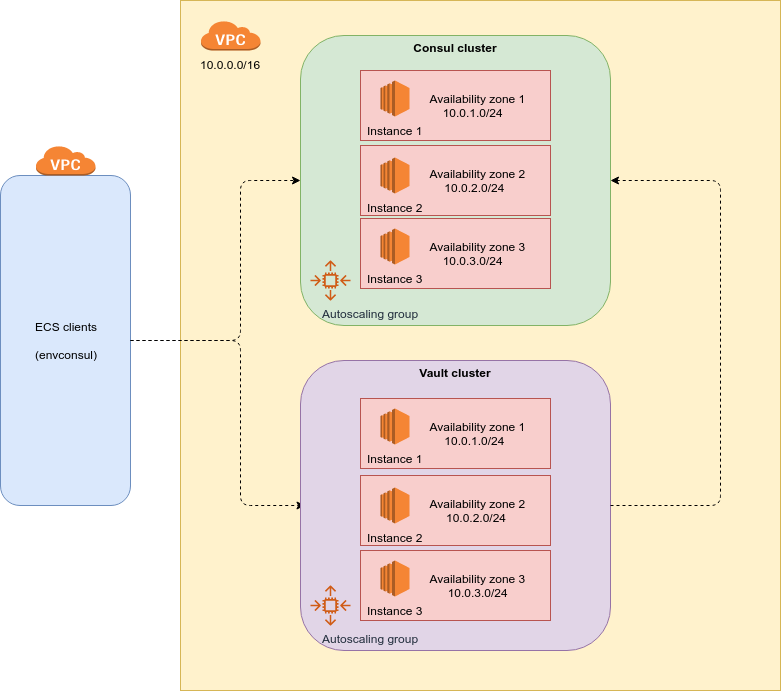 VPC
10.0.0.0/16
Consul cluster
Availability zone 1
10.0.1.0/24
Instance 1
Availability zone 2
10.0.2.0/24
Instance 2
Availability zone 3
10.0.3.0/24
Instance 3
Autoscaling group
VPC
ECS clients
(envconsul)
Vault cluster
Availability zone 1
10.0.1.0/24
Instance 1
Availability zone 2
10.0.2.0/24
Instance 2
Availability zone 3
10.0.3.0/24
Instance 3
Autoscaling group